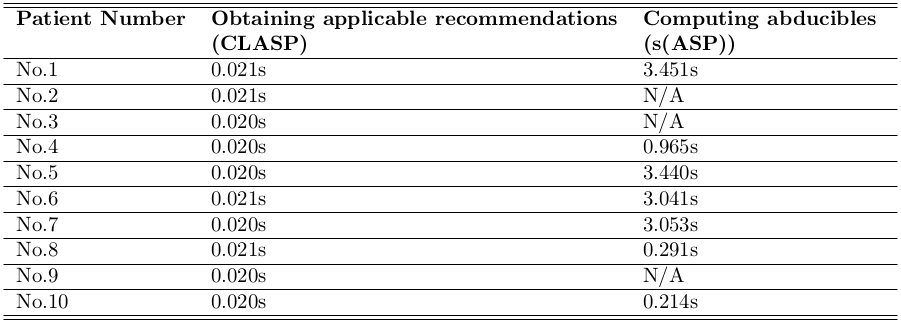 Patient Number Obtaining applicable recommendations Computing abducibles
(CLASP) (s(ASP))
No.1 0.021s 3.451s
No.2 0.021s N/A
No.3 0.020s N/A
No.4 0.020s 0.965s
No.5 0.020s 3.440s
No.6 0.021s 3.041s
No.7 0.020s 3.053s
No.8 0.021s 0.291s
No.9 0.020s N/A
No.10 0.020s 0.214s